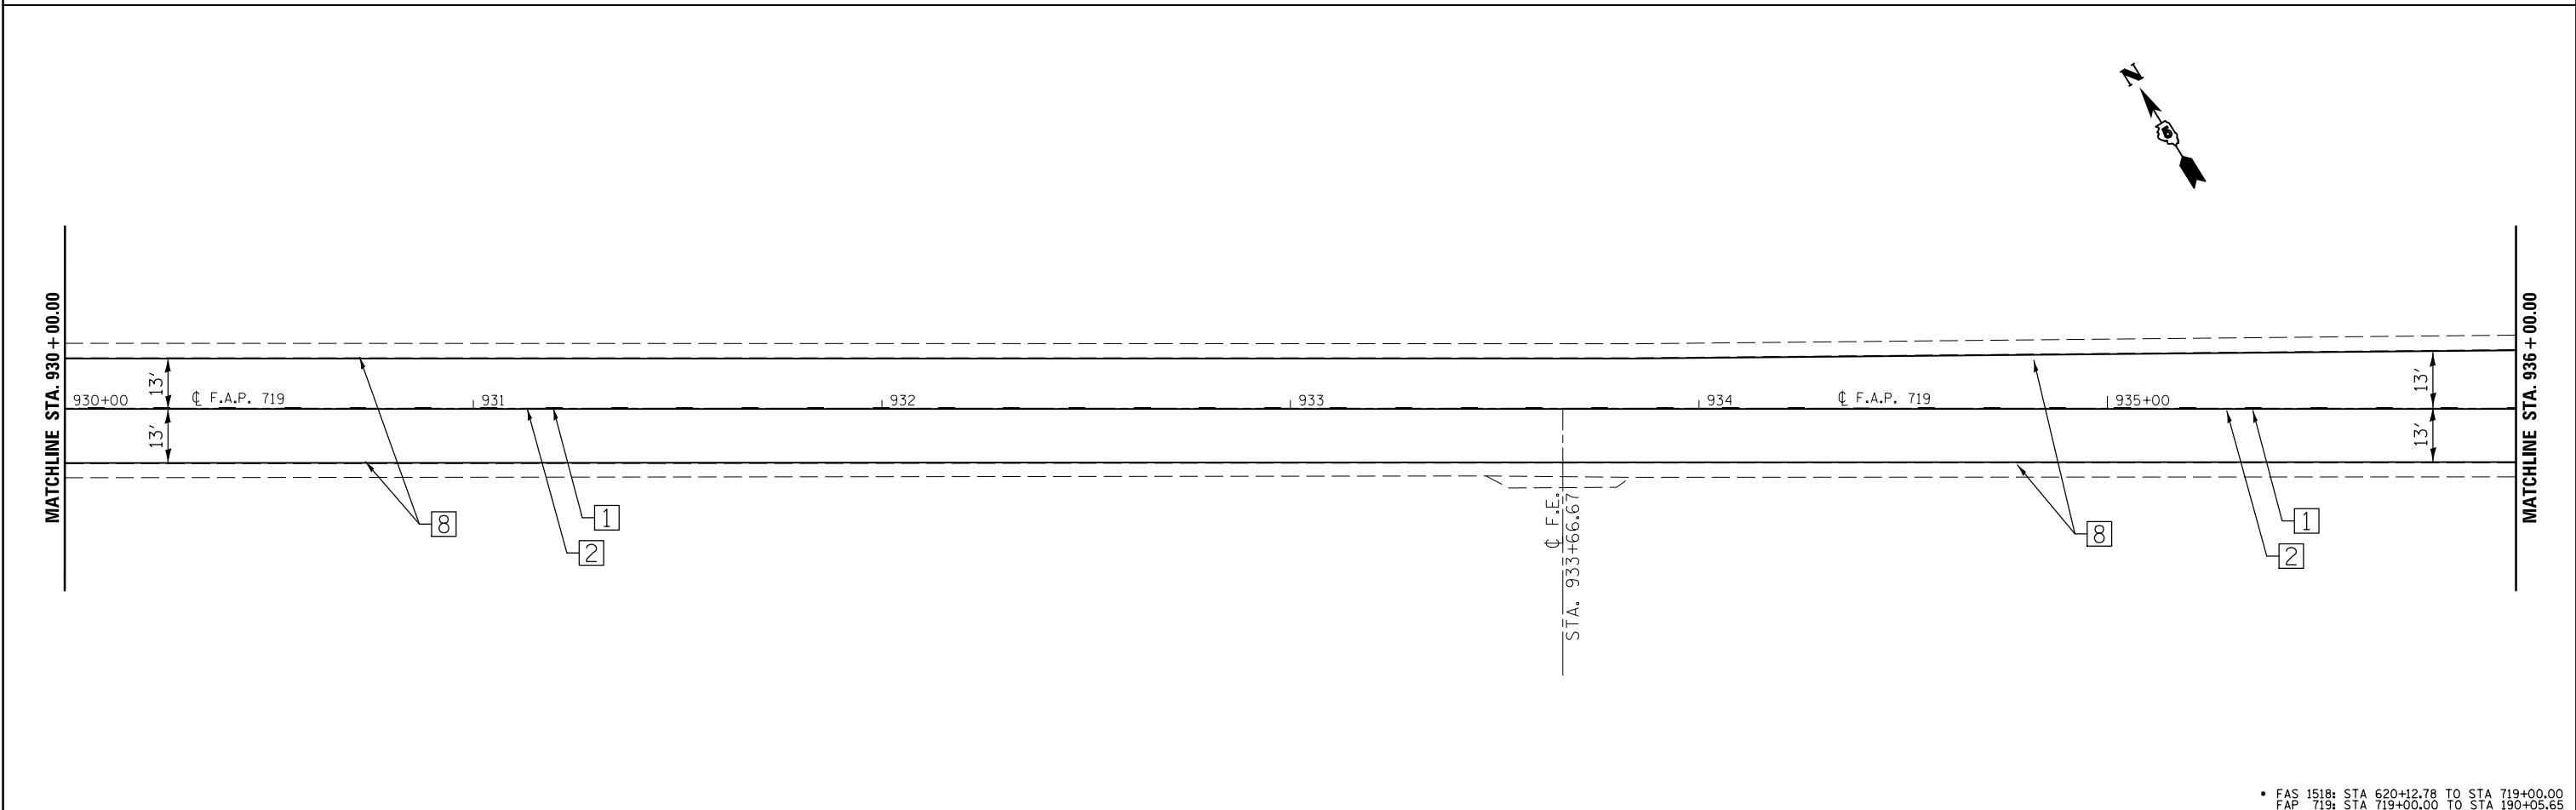 N
6
MATCHLINE STA. 930+00.00
MATCHLINE STA. 936+00.00
13'
13'
930+00
℄ F.A.P. 719
931
932
933
934
℄ F.A.P. 719
935+00
13'
13'
8
1
2
℄ F.E.
STA. 933+66.67
8
1
2
* FAS 1518: STA 620+12.78 TO STA 719+00.00
FAP 719: STA 719+00.00 TO STA 190+05.65